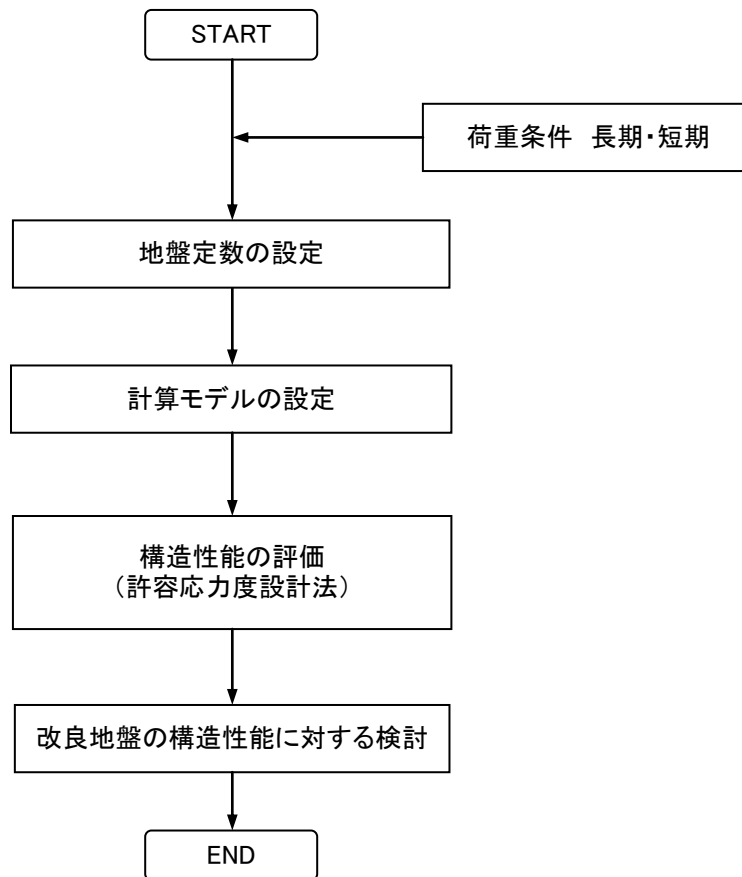 START
荷重条件　長期・短期
地盤定数の設定
計算モデルの設定
構造性能の評価
（許容応力度設計法）
改良地盤の構造性能に対する検討
END